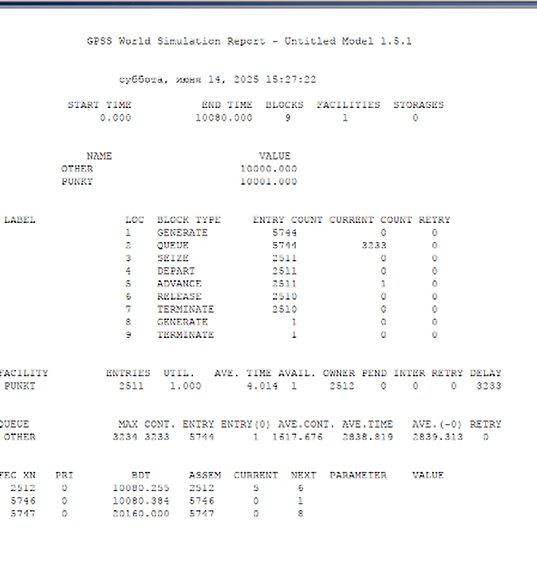 GPSS World Simulation Report - Untitled Model 1.5.1
суббота, июня 14, 2025 15:27:22
START TIME END TIME BLOCKS FACILITIES STORAGES
0.000 10080.000 9 1 0
NAME VALUE
OTHER 10000.000
PUNKT 10001.000
LABEL LOC BLOCK TYPE ENTRY COUNT CURRENT COUNT RETRY
1 GENERATE 5744 0 0
2 QUEUE 5744 3233 0
3 SEIZE 2511 0 0
4 DEPART 2511 0 0
5 ADVANCE 2511 1 0
6 RELEASE 2510 0 0
7 TERMINATE 2510 0 0
8 GENERATE 1 0 0
9 TERMINATE 1 0 0
FACILITY ENTRIES UTIL. AVE. TIME AVAIL. OWNER PEND INTER RETRY DELAY
PUNKT 2511 1.000 4.014 1 2512 0 0 0 3233
QUEUE MAX CONT. ENTRY ENTRY(0) AVE.CONT. AVE.TIME AVE.(-0) RETRY
OTHER 3234 3233 5744 1 1617.676 2838.819 2839.313 0
FEC XN PRI BDT ASSEM CURRENT NEXT PARAMETER VALUE
2512 0 10080.255 2512 5 6
5746 0 10080.384 5746 0 1
5747 0 20160.000 5747 0 8